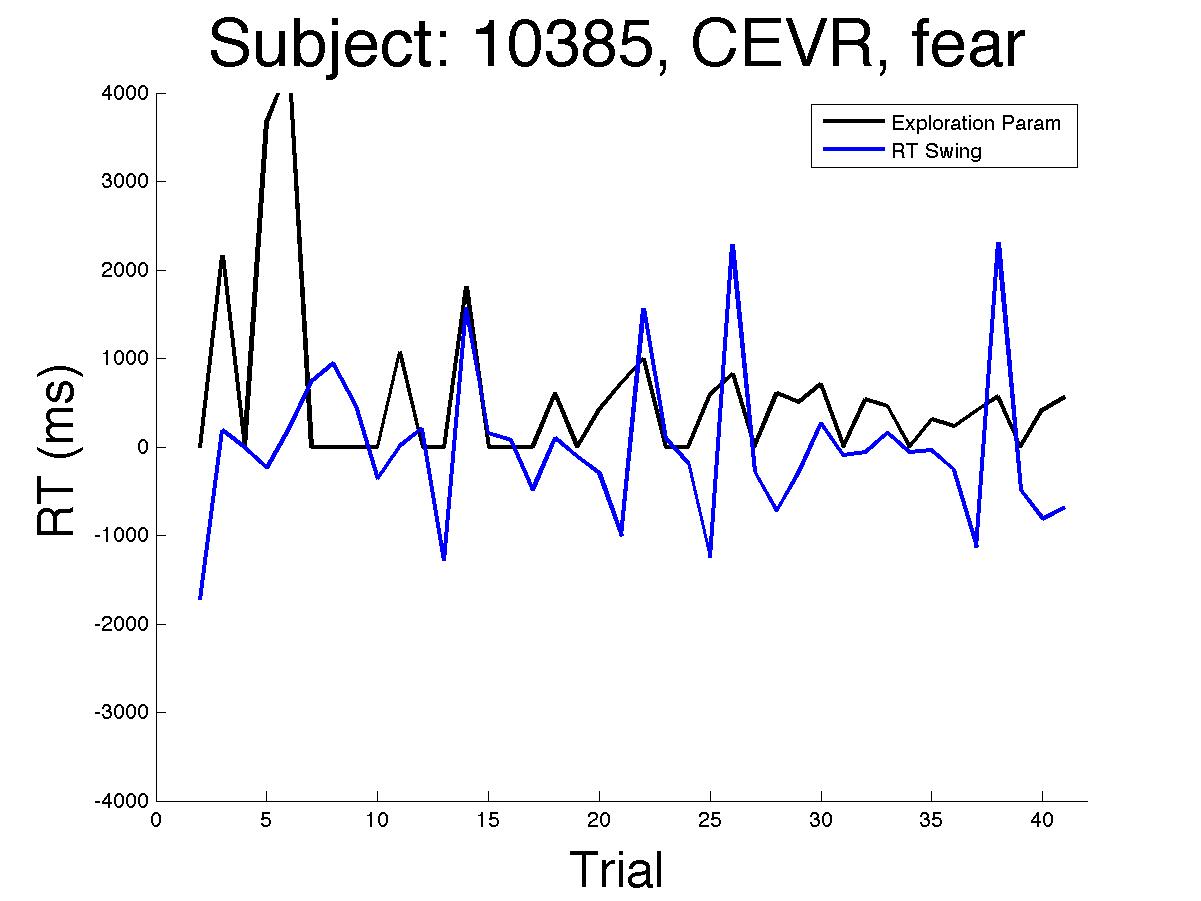 Subject: 10385, CEVR, fear
4000
3000
2000
1000
0
-1000
-2000
-3000
-4000
RT (ms)
Exploration Param
RT Swing
0 5 10 15 20 25 30 35 40
Trial